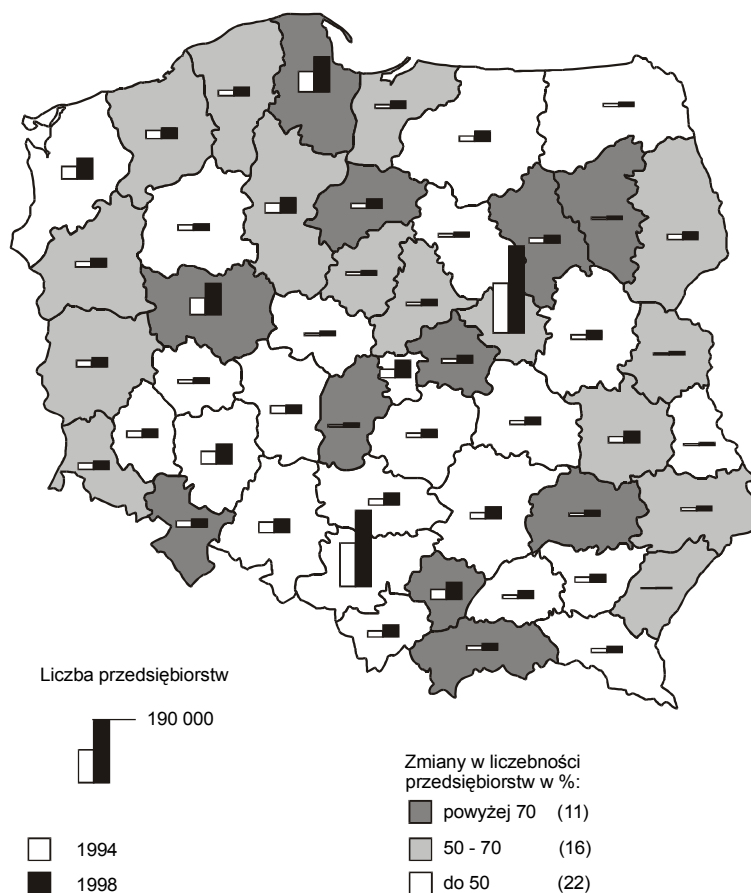 Liczba przedsiębiorstw
190 000
1994
1998
Zmiany w liczebności
przedsiębiorstw w %:
powyżej 70 (11)
50 - 70 (16)
do 50 (22)